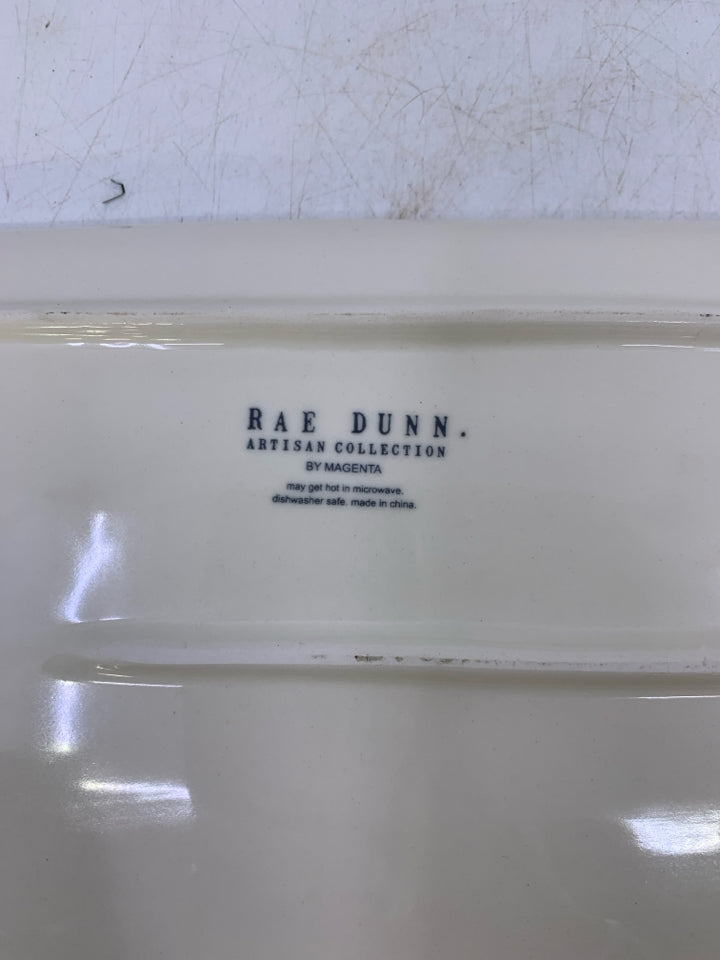 RAE DUNN.
ARTISAN COLLECTION
BY MAGENTA
may get hot in microwave.
dishwasher safe. made in china.